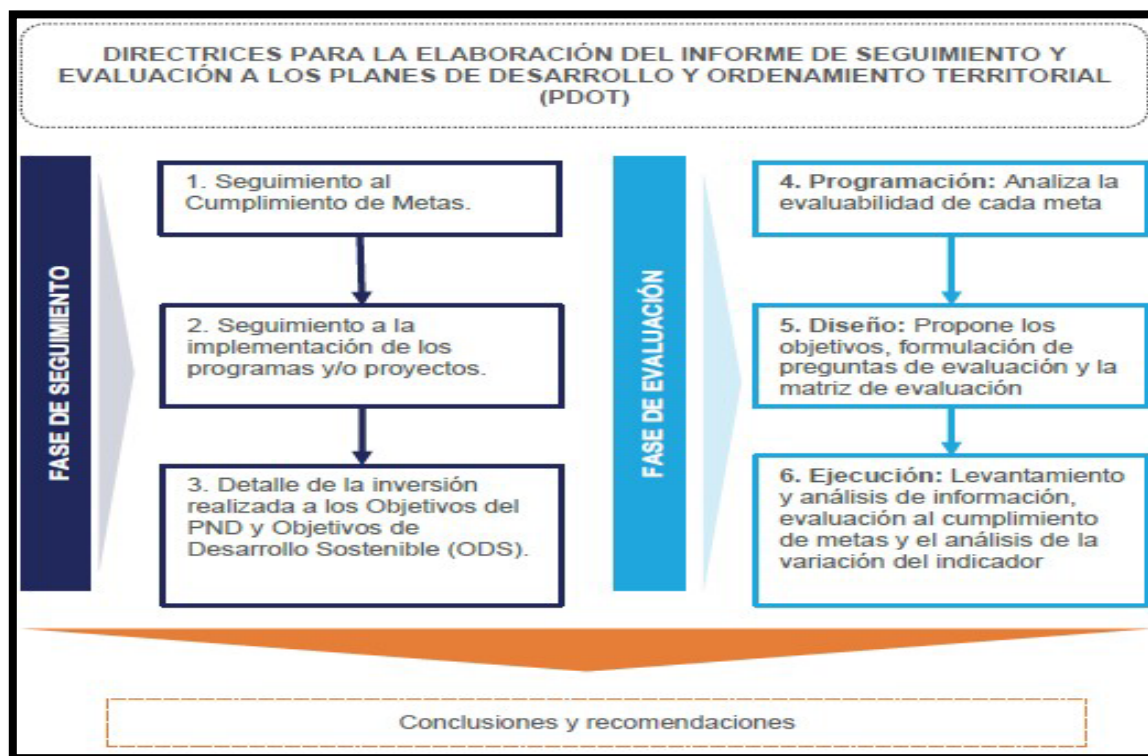 DIRECTRICES PARA LA ELABORACIÓN DEL INFORME DE SEGUIMIENTO Y
EVALUACIÓN A LOS PLANES DE DESARROLLO Y ORDENAMIENTO TERRITORIAL
(PDOT)
FASE DE SEGUIMIENTO
1. Seguimiento al
Cumplimiento de Metas.
2. Seguimiento a la
implementación de los
programas y/o proyectos.
3. Detalle de la inversión
realizada a los Objetivos del
PND y Objetivos de
Desarrollo Sostenible (ODS).
FASE DE EVALUACIÓN
4. Programación: Analiza la
evaluabilidad de cada meta
5. Diseño: Propone los
objetivos, formulación de
preguntas de evaluación y la
matriz de evaluación
6. Ejecución: Levantamiento
y análisis de información,
evaluación al cumplimiento
de metas y el análisis de la
variación del indicador
Conclusiones y recomendaciones